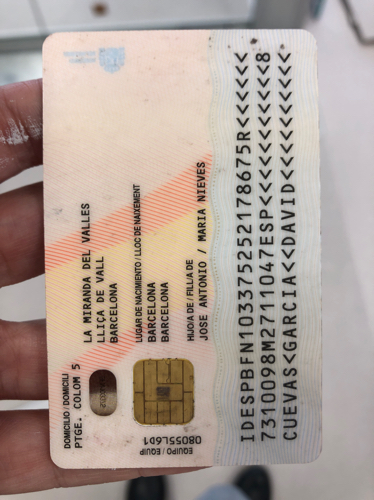 DOMICILIO / DOMICILI
PTGE. COLOM 5
LA MIRANDA DEL VALLES
LLIÇA DE VALL
BARCELONA
LUGAR DE NACIMIENTO / LLOC DE NAIXEMENT
BARCELONA
BARCELONA
HIJO/A DE / FILL/A DE
JOSE ANTONIO / MARIA NIEVES
EQUIPO / EQUIP
08055L6D1
IDESPBFN103375252178675R<<<<<<
7310098M2711047ESP<<<<<<<<<<<8
CUEVAS<GARCIA<<DAVID<<<<<<<<<<